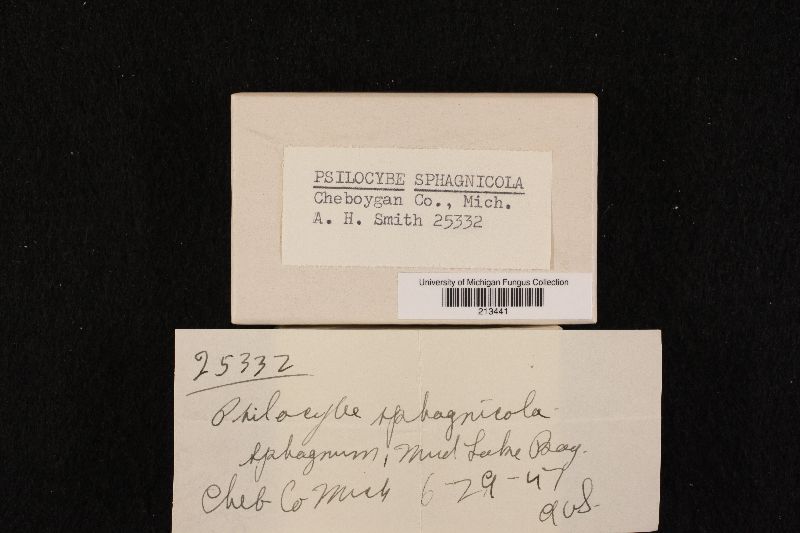 PSILOCYBE SPHAGNICOLA
Cheboygan Co., Mich.
A. H. Smith 25332
University of Michigan Fungus Collection
213441
25332
Psilocybe sphagnicola
sphagnum, Mud Lake Bog.
Cheb Co Mich 6-29-47
AHS